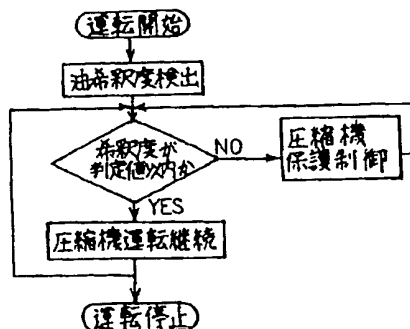 運転開始
油希釈度検出
希釈度が
判定値以内か
NO
圧縮機
保護制御
YES
圧縮機運転継続
運転停止